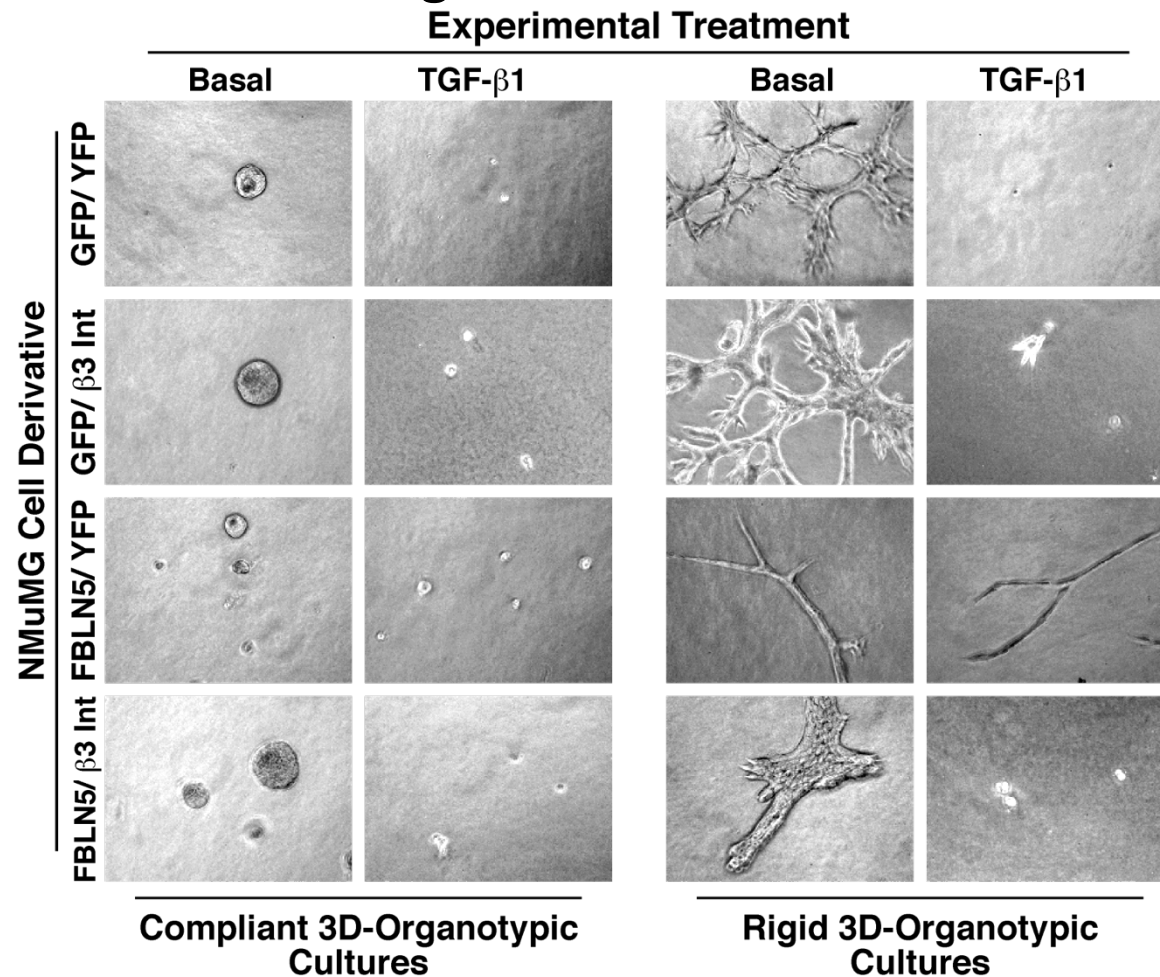 Experimental Treatment
Basal
TGF-β1
Basal
TGF-β1
NMuMG Cell Derivative
GFP/ YFP
GFP/ β3 Int
FBLN5/ YFP
FBLN5/ β3 Int
Compliant 3D-Organotypic
Cultures
Rigid 3D-Organotypic
Cultures